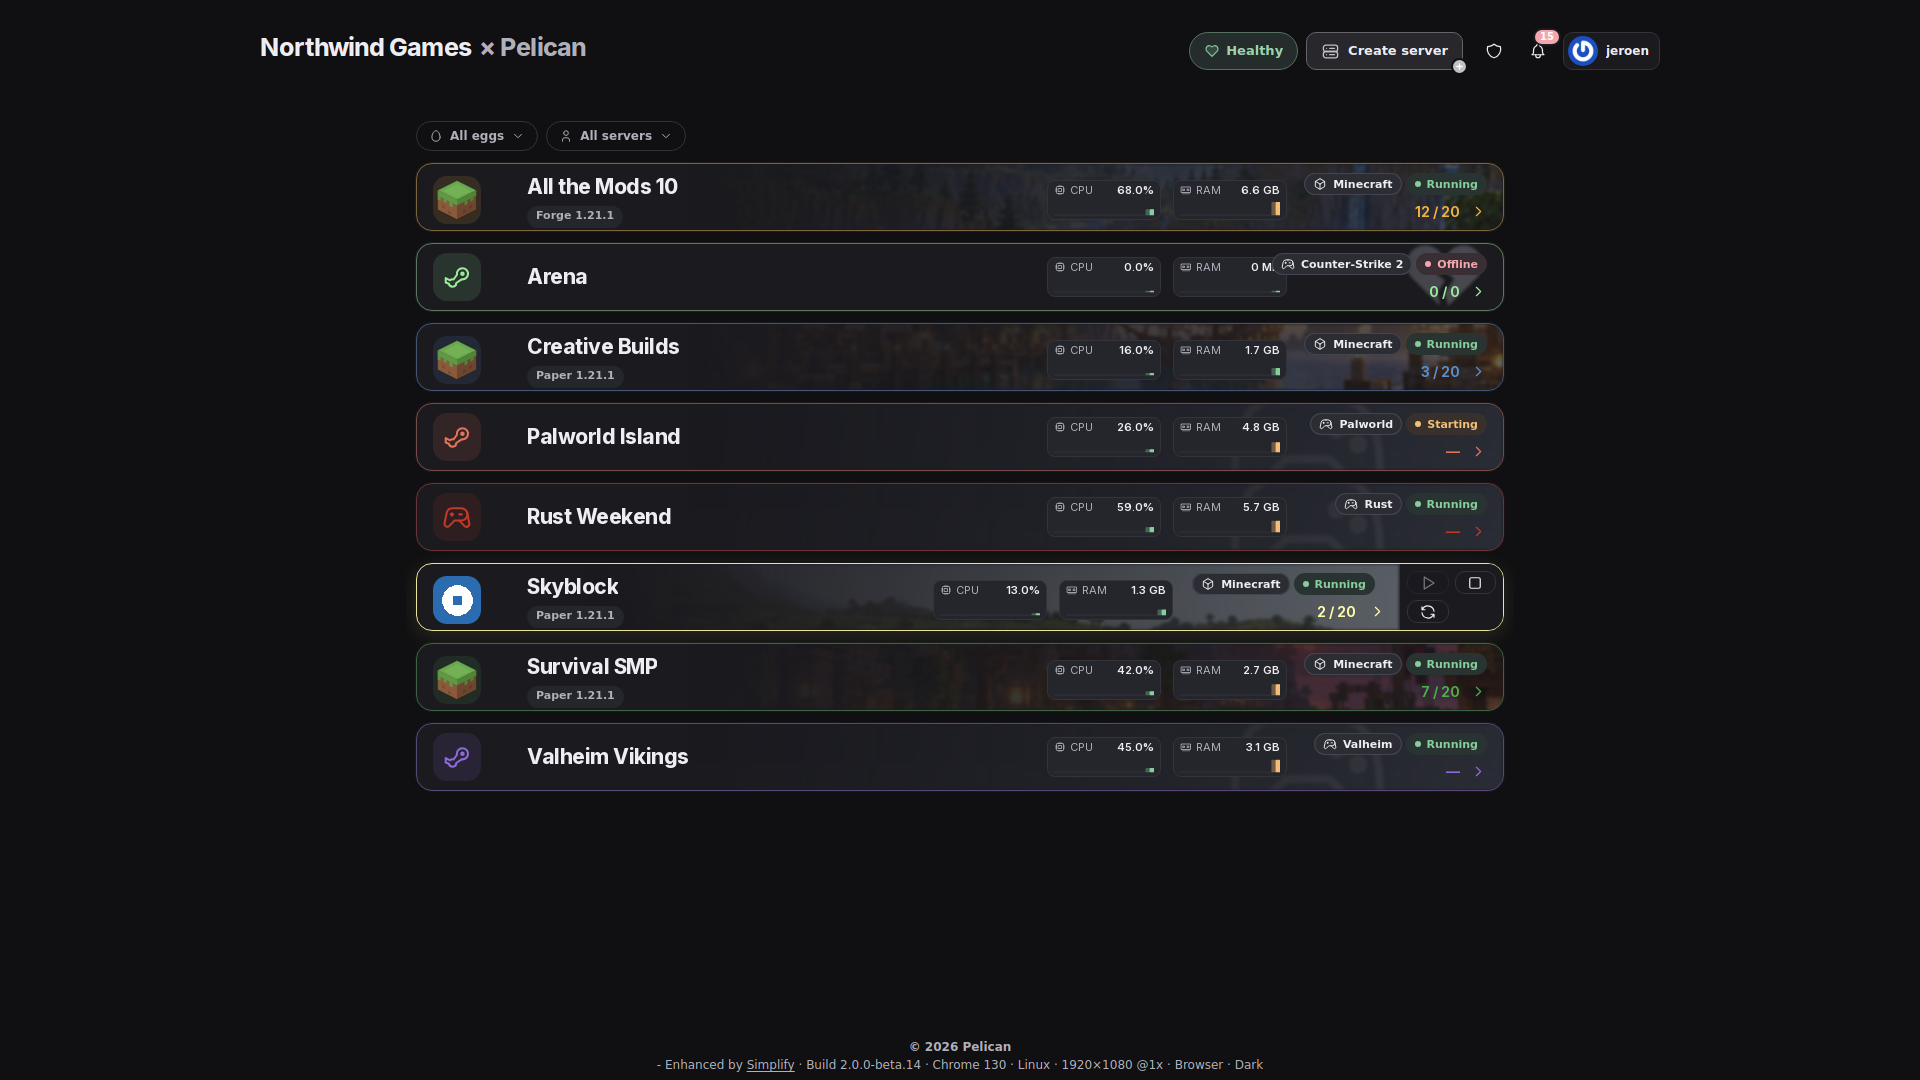 Northwind Games × Pelican
Healthy
Create server
15
jeroen
All eggs
All servers
All the Mods 10
Forge 1.21.1
CPU 68.0%
RAM 6.6 GB
Minecraft
Running
12 / 20
Arena
CPU 0.0%
RAM 0 M
Counter-Strike 2
Offline
0 / 0
Creative Builds
Paper 1.21.1
CPU 16.0%
RAM 1.7 GB
Minecraft
Running
3 / 20
Palworld Island
CPU 26.0%
RAM 4.8 GB
Palworld
Starting
—
Rust Weekend
CPU 59.0%
RAM 5.7 GB
Rust
Running
—
Skyblock
Paper 1.21.1
CPU 13.0%
RAM 1.3 GB
Minecraft
Running
2 / 20
Survival SMP
Paper 1.21.1
CPU 42.0%
RAM 2.7 GB
Minecraft
Running
7 / 20
Valheim Vikings
CPU 45.0%
RAM 3.1 GB
Valheim
Running
—
© 2026 Pelican
- Enhanced by Simplify · Build 2.0.0-beta.14 · Chrome 130 · Linux · 1920×1080 @1x · Browser · Dark